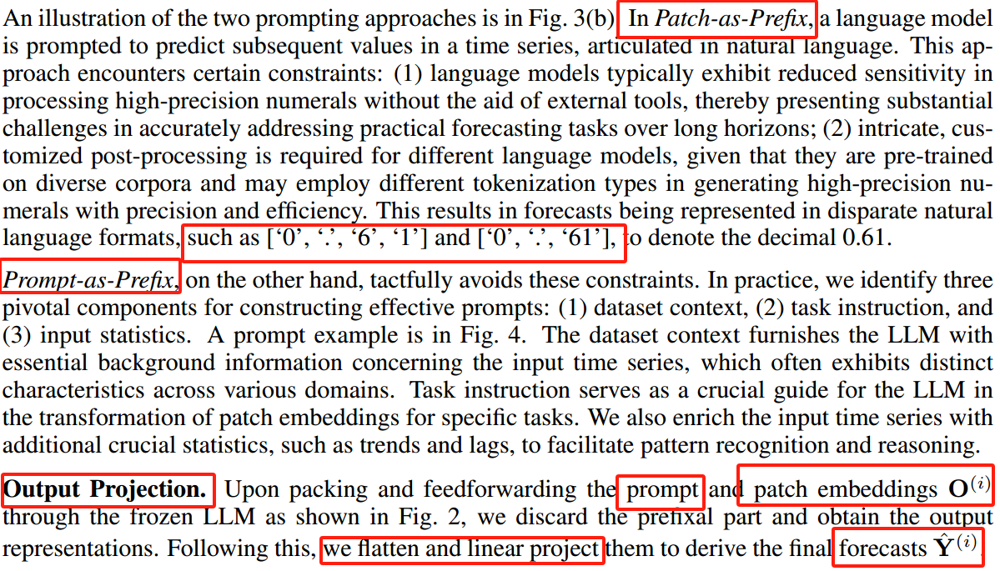 An illustration of the two prompting approaches is in Fig. 3(b) In Patch-as-Prefix, a language model
is prompted to predict subsequent values in a time series, articulated in natural language. This ap-
proach encounters certain constraints: (1) language models typically exhibit reduced sensitivity in
processing high-precision numerals without the aid of external tools, thereby presenting substantial
challenges in accurately addressing practical forecasting tasks over long horizons; (2) intricate, cus-
tomized post-processing is required for different language models, given that they are pre-trained
on diverse corpora and may employ different tokenization types in generating high-precision nu-
merals with precision and efficiency. This results in forecasts being represented in disparate natural
language formats, such as [‘0’, ‘.’, ‘6’, ‘1’] and [‘0’, ‘.’, ‘61’], to denote the decimal 0.61.
Prompt-as-Prefix, on the other hand, tactfully avoids these constraints. In practice, we identify three
pivotal components for constructing effective prompts: (1) dataset context, (2) task instruction, and
(3) input statistics. A prompt example is in Fig. 4. The dataset context furnishes the LLM with
essential background information concerning the input time series, which often exhibits distinct
characteristics across various domains. Task instruction serves as a crucial guide for the LLM in
the transformation of patch embeddings for specific tasks. We also enrich the input time series with
additional crucial statistics, such as trends and lags, to facilitate pattern recognition and reasoning.
Output Projection. Upon packing and feedforwarding the prompt and patch embeddings O^(i)
through the frozen LLM as shown in Fig. 2, we discard the prefixal part and obtain the output
representations. Following this, we flatten and linear project them to derive the final forecasts Ŷ^(i).